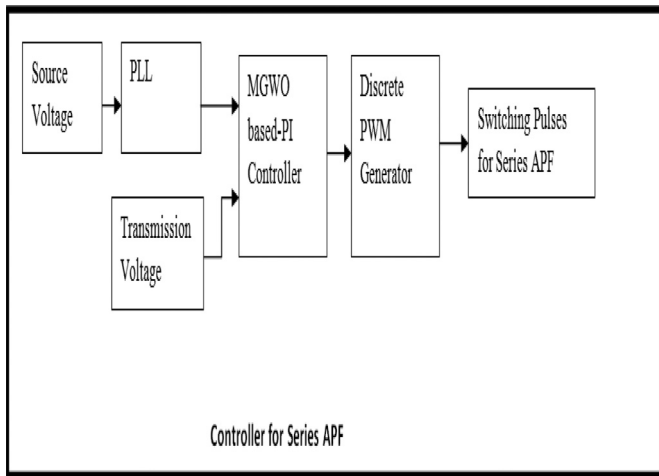 Source
Voltage
PLL
MGWO
based-PI
Controller
Discrete
PWM
Generator
Switching Pulses
for Series APF
Transmission
Voltage
Controller for Series APF